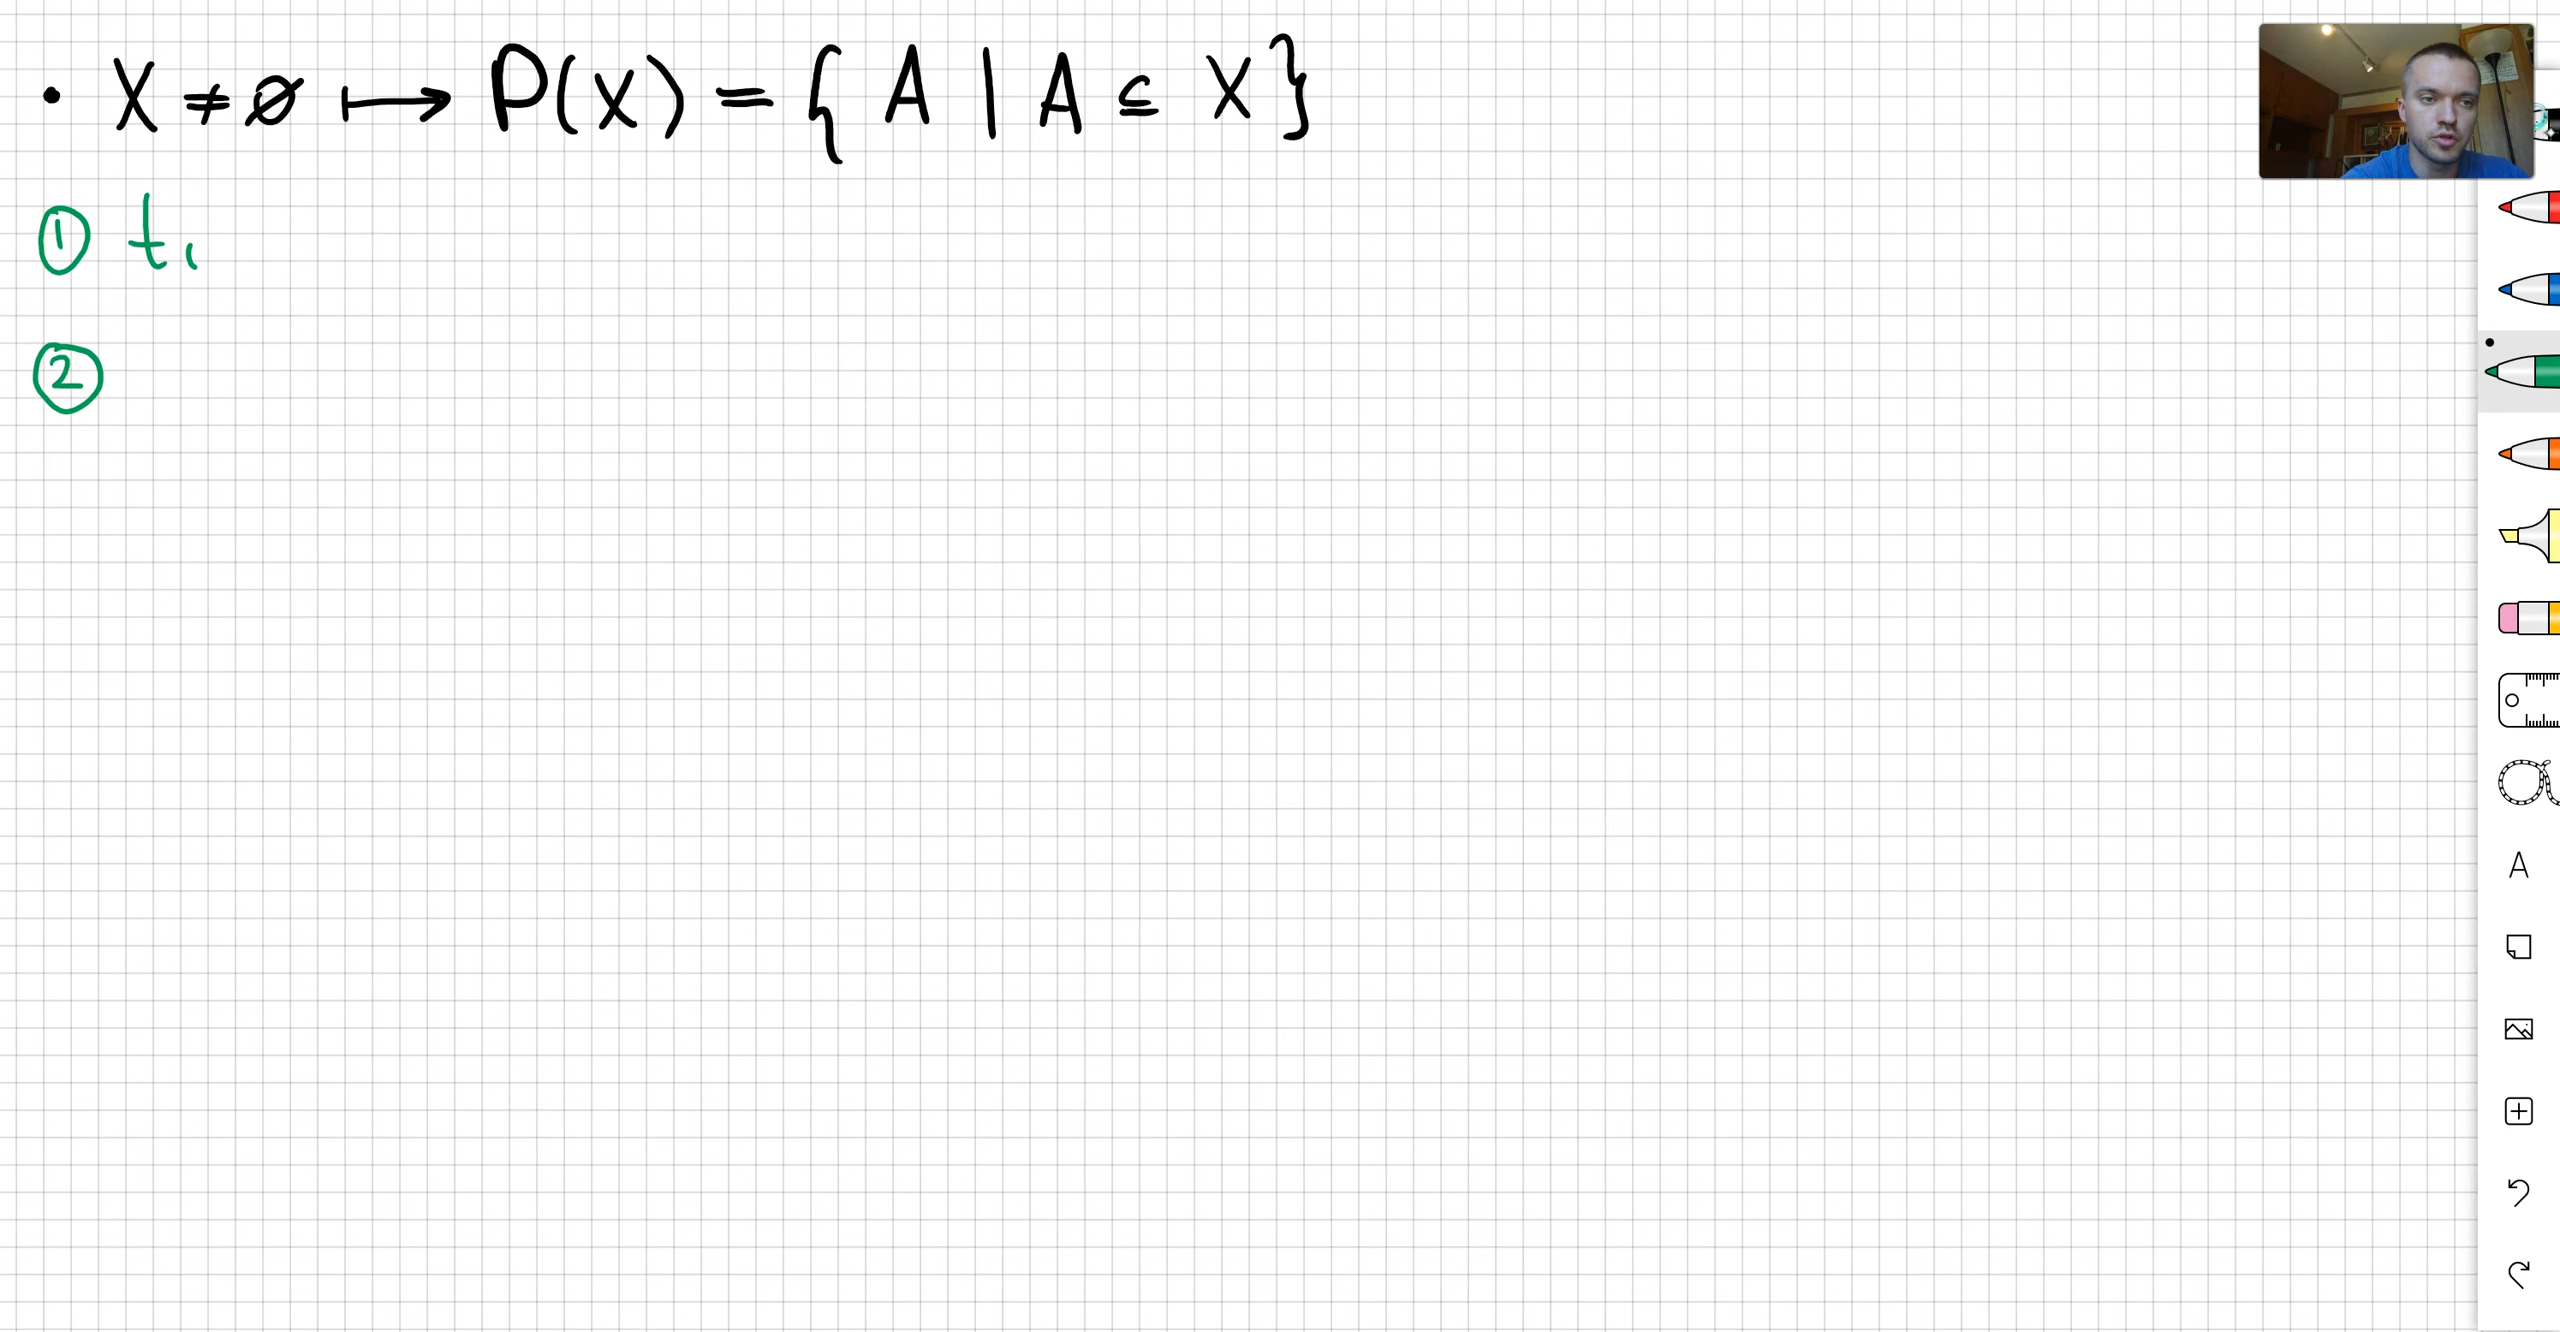 • X ≠ ∅ ↦ P(X) = { A | A ⊆ X }
① t,
②